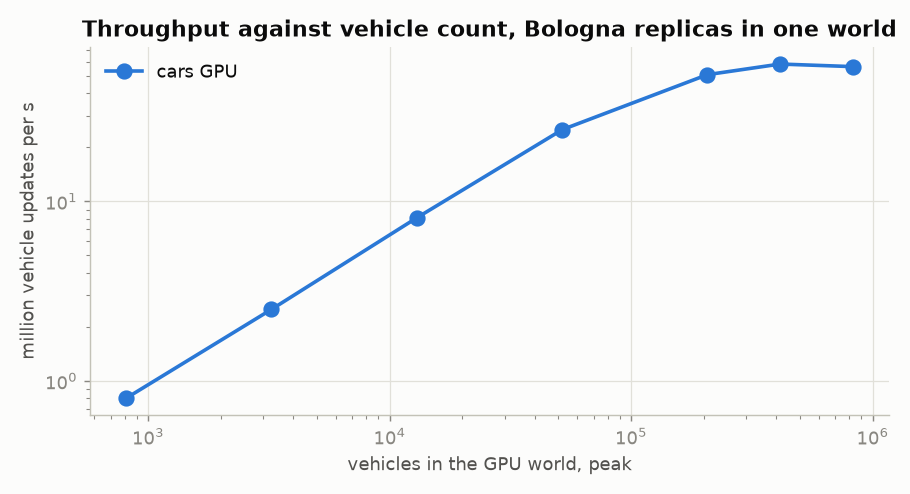 Throughput against vehicle count, Bologna replicas in one world
cars GPU
million vehicle updates per s
10¹
10⁰
10³ 10⁴ 10⁵ 10⁶
vehicles in the GPU world, peak